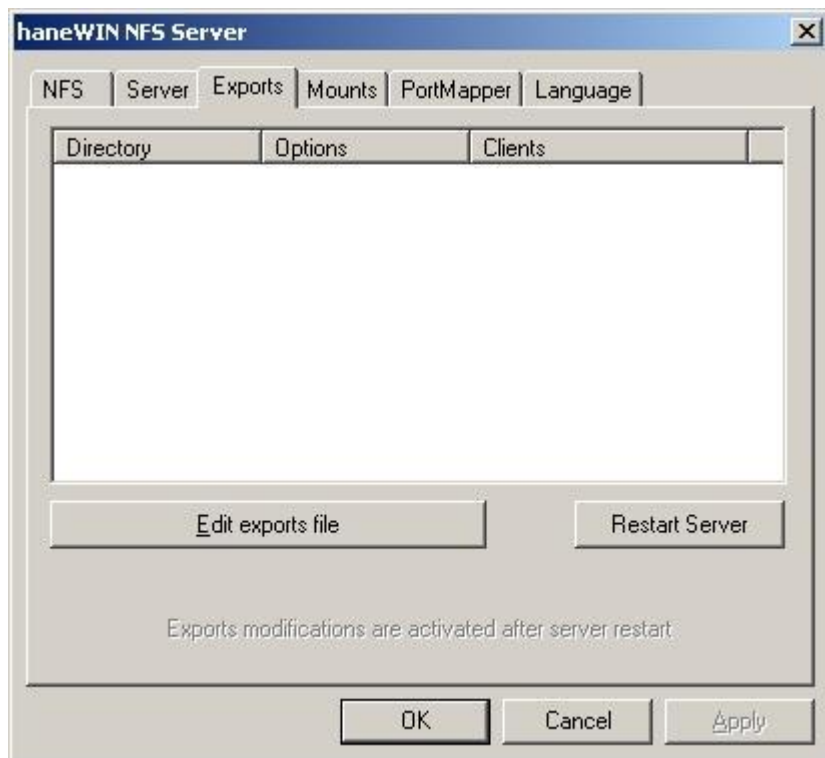 haneWIN NFS Server
NFS Server Exports Mounts PortMapper Language
Directory Options Clients
Edit exports file Restart Server
Exports modifications are activated after server restart
OK Cancel Apply